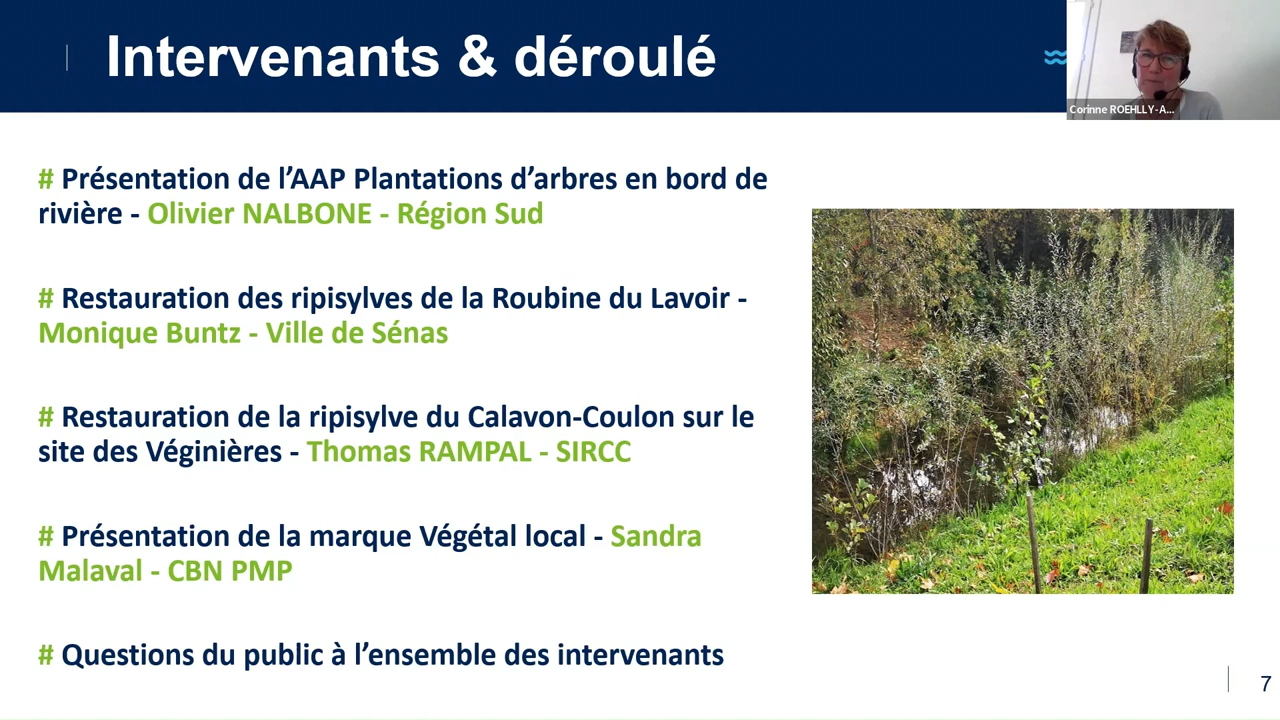 Intervenants & déroulé
Corinne ROEHLLY-A...
# Présentation de l’AAP Plantations d’arbres en bord de
rivière - Olivier NALBONE - Région Sud
# Restauration des ripisylves de la Roubine du Lavoir -
Monique Buntz - Ville de Sénas
# Restauration de la ripisylve du Calavon-Coulon sur le
site des Véginières - Thomas RAMPAL - SIRCC
# Présentation de la marque Végétal local - Sandra
Malaval - CBN PMP
# Questions du public à l’ensemble des intervenants
7